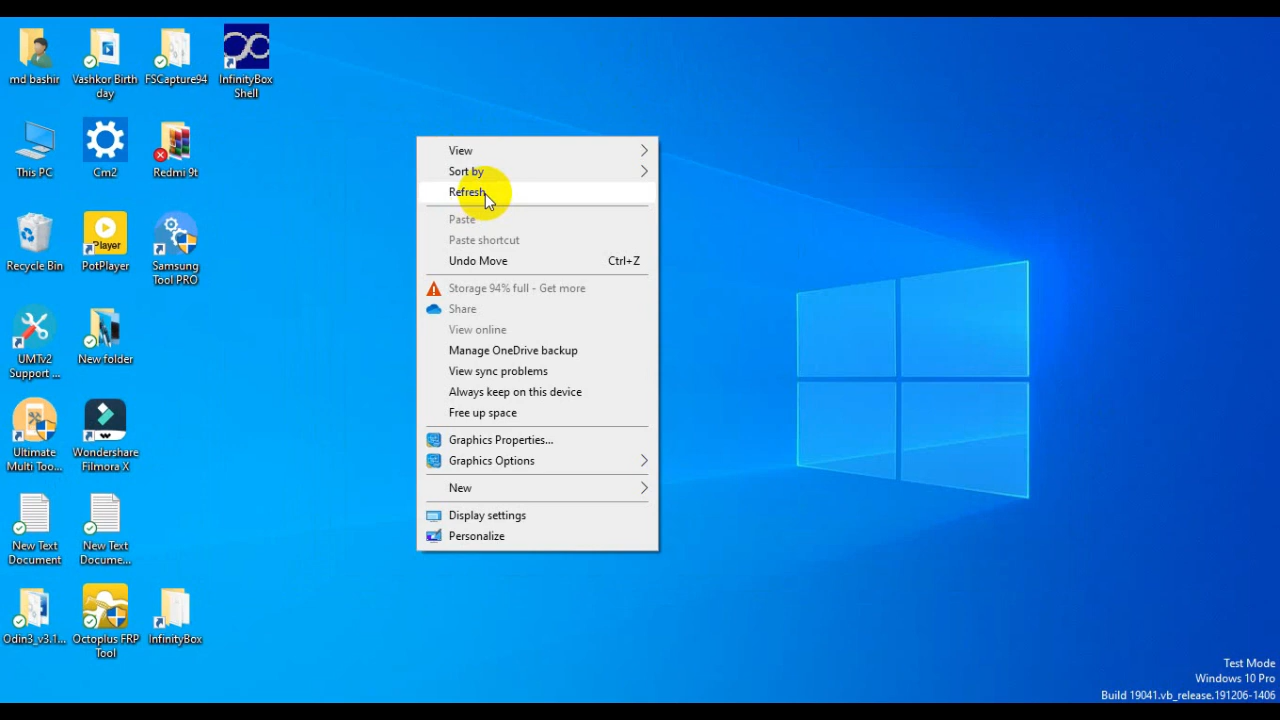 md bashir
Vashkor Birth
day
FSCapture94
InfinityBox
Shell
This PC
Cm2
Redmi 9t
Recycle Bin
Player
PotPlayer
Samsung
Tool PRO
UMTv2
Support ...
New folder
Ultimate
Multi Too...
Wondershare
Filmora X
New Text
Document
New Text
Docume...
Odin3_v3.1...
Octoplus FRP
Tool
InfinityBox
View
Sort by
Refresh
Paste
Paste shortcut
Undo Move Ctrl+Z
Storage 94% full - Get more
Share
View online
Manage OneDrive backup
View sync problems
Always keep on this device
Free up space
Graphics Properties...
Graphics Options
New
Display settings
Personalize
Test Mode
Windows 10 Pro
Build 19041.vb_release.191206-1406